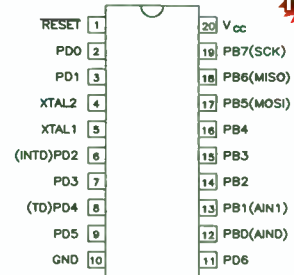 RESET 1 20 Vcc
PD0 2 19 PB7(SCK)
PD1 3 18 PB6(MISO)
XTAL2 4 17 PB5(MOSI)
XTAL1 5 16 PB4
(INTD)PD2 6 15 PB3
PD3 7 14 PB2
(TD)PD4 8 13 PB1(AIN1)
PD5 9 12 PBD(AIND)
GND 10 11 PD6